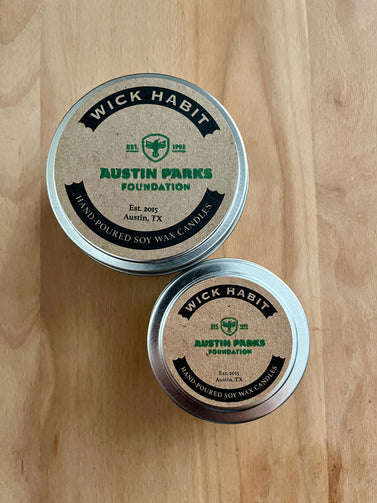 WICK HABIT
EST. 1992
AUSTIN PARKS
FOUNDATION
Est. 2015
Austin, TX
HAND-POURED SOY WAX CANDLES
WICK HABIT
AUSTIN PARKS
FOUNDATION
Est. 2015
Austin, TX
HAND-POURED SOY WAX CANDLES